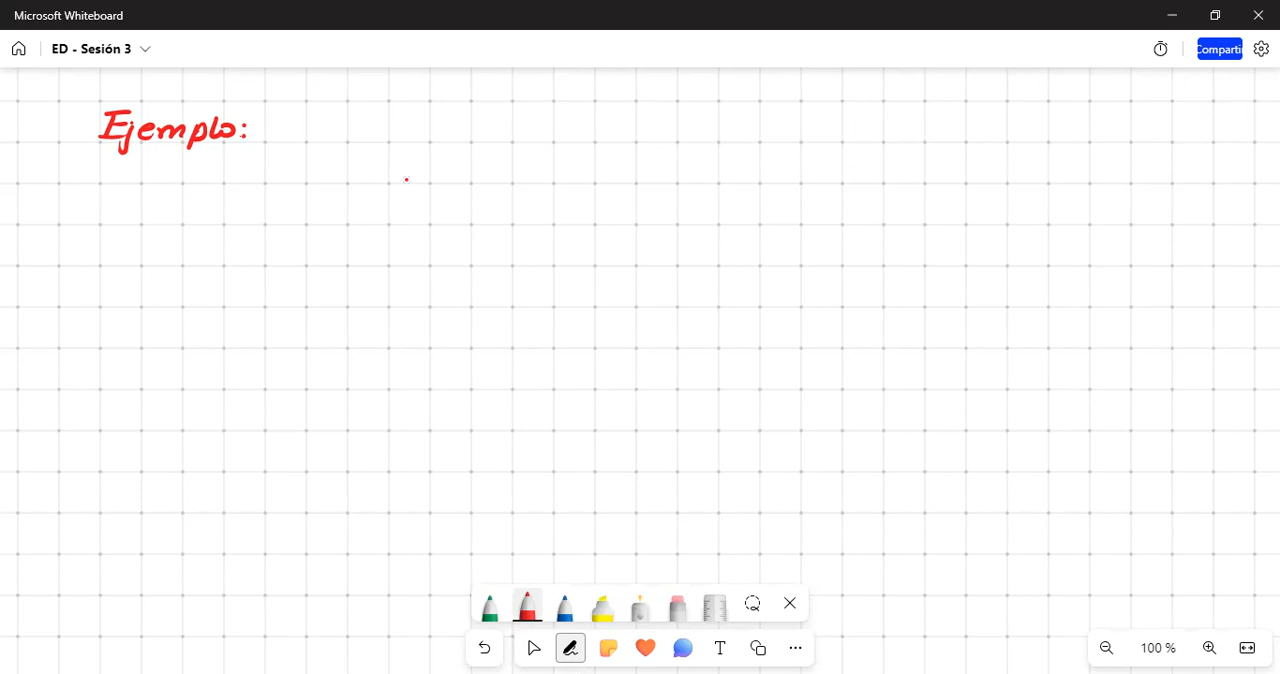 Microsoft Whiteboard
ED - Sesión 3
Comparti
Ejemplo:
100 %